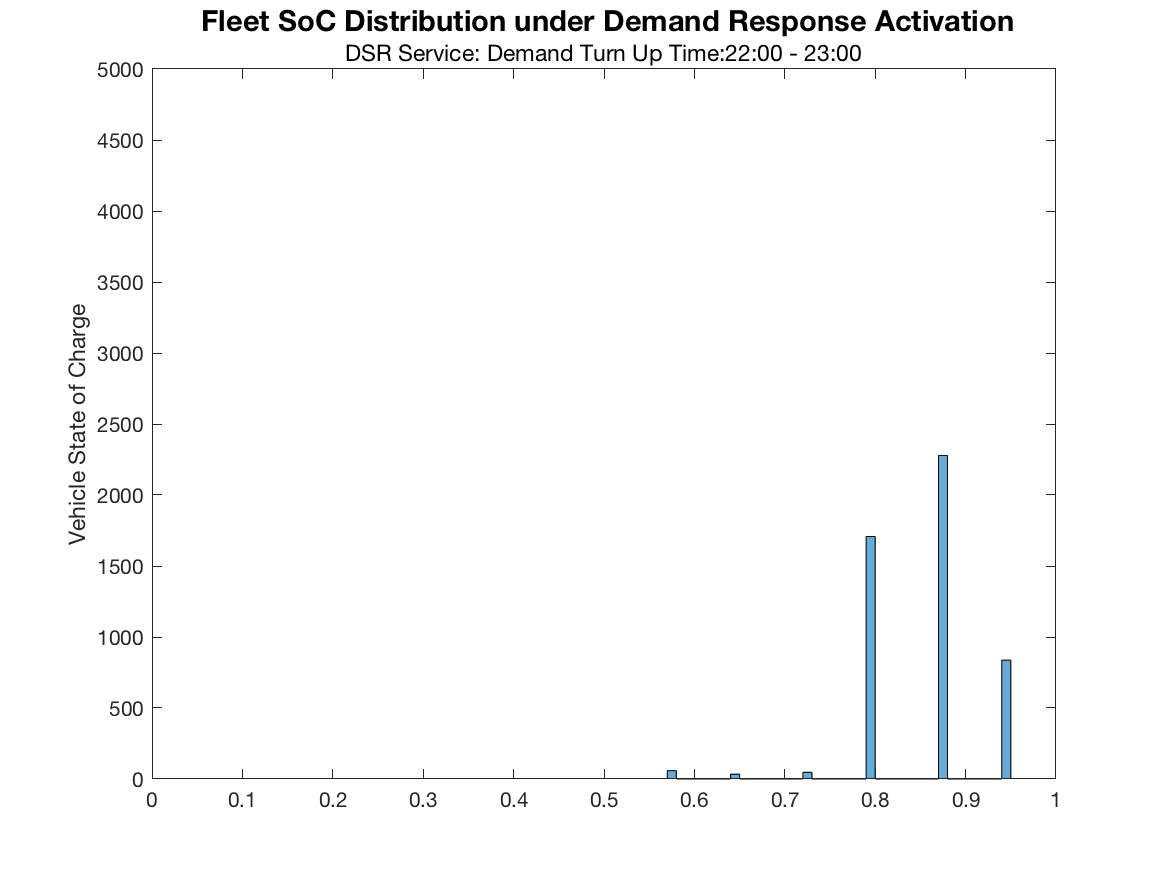 Fleet SoC Distribution under Demand Response Activation
DSR Service: Demand Turn Up Time:22:00 - 23:00
5000
4500
4000
3500
3000
2500
2000
1500
1000
500
0
Vehicle State of Charge
0 0.1 0.2 0.3 0.4 0.5 0.6 0.7 0.8 0.9 1